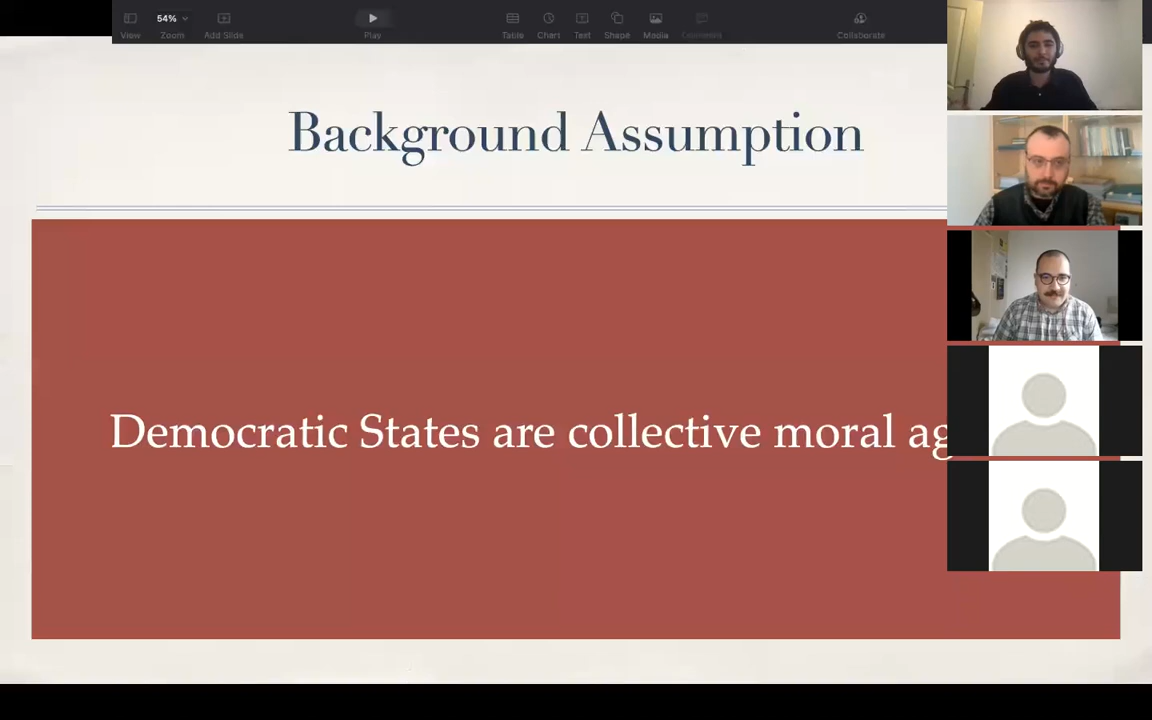 54%
View
Zoom
Add Slide
Play
Table
Chart
Text
Shape
Media
Comment
Collaborate
Background Assumption
Democratic States are collective moral ag